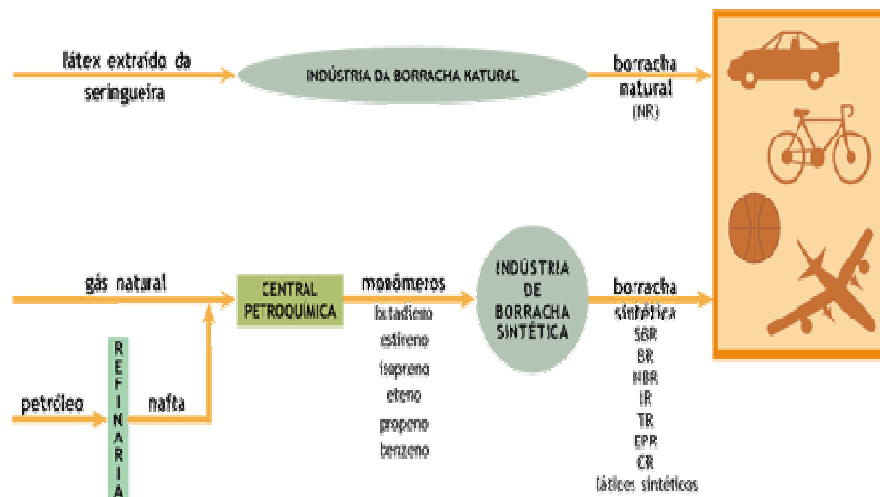 látex extraído da
seringueira
INDÚSTRIA DA BORRACHA NATURAL
borracha
natural
(NR)
gás natural
CENTRAL
PETROQUÍMICA
monômeros
butadieno
estireno
isopreno
eteno
propeno
benzeno
INDÚSTRIA
DE
BORRACHA
SINTÉTICA
borracha
sintética
SBR
BR
NBR
IR
TR
EPR
CR
látices sintéticos
petróleo
REFINARIA
nafta